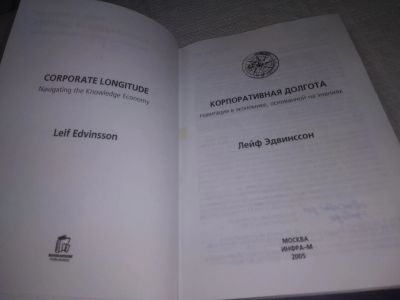 CORPORATE LONGITUDE
Navigating the Knowledge Economy
Leif Edvinsson
КОРПОРАТИВНАЯ ДОЛГОТА
НАВИГАЦИЯ В ЭКОНОМИКЕ, ОСНОВАННОЙ НА ЗНАНИЯХ
Лейф Эдвинссон
МОСКВА
ИНФРА-М
2005